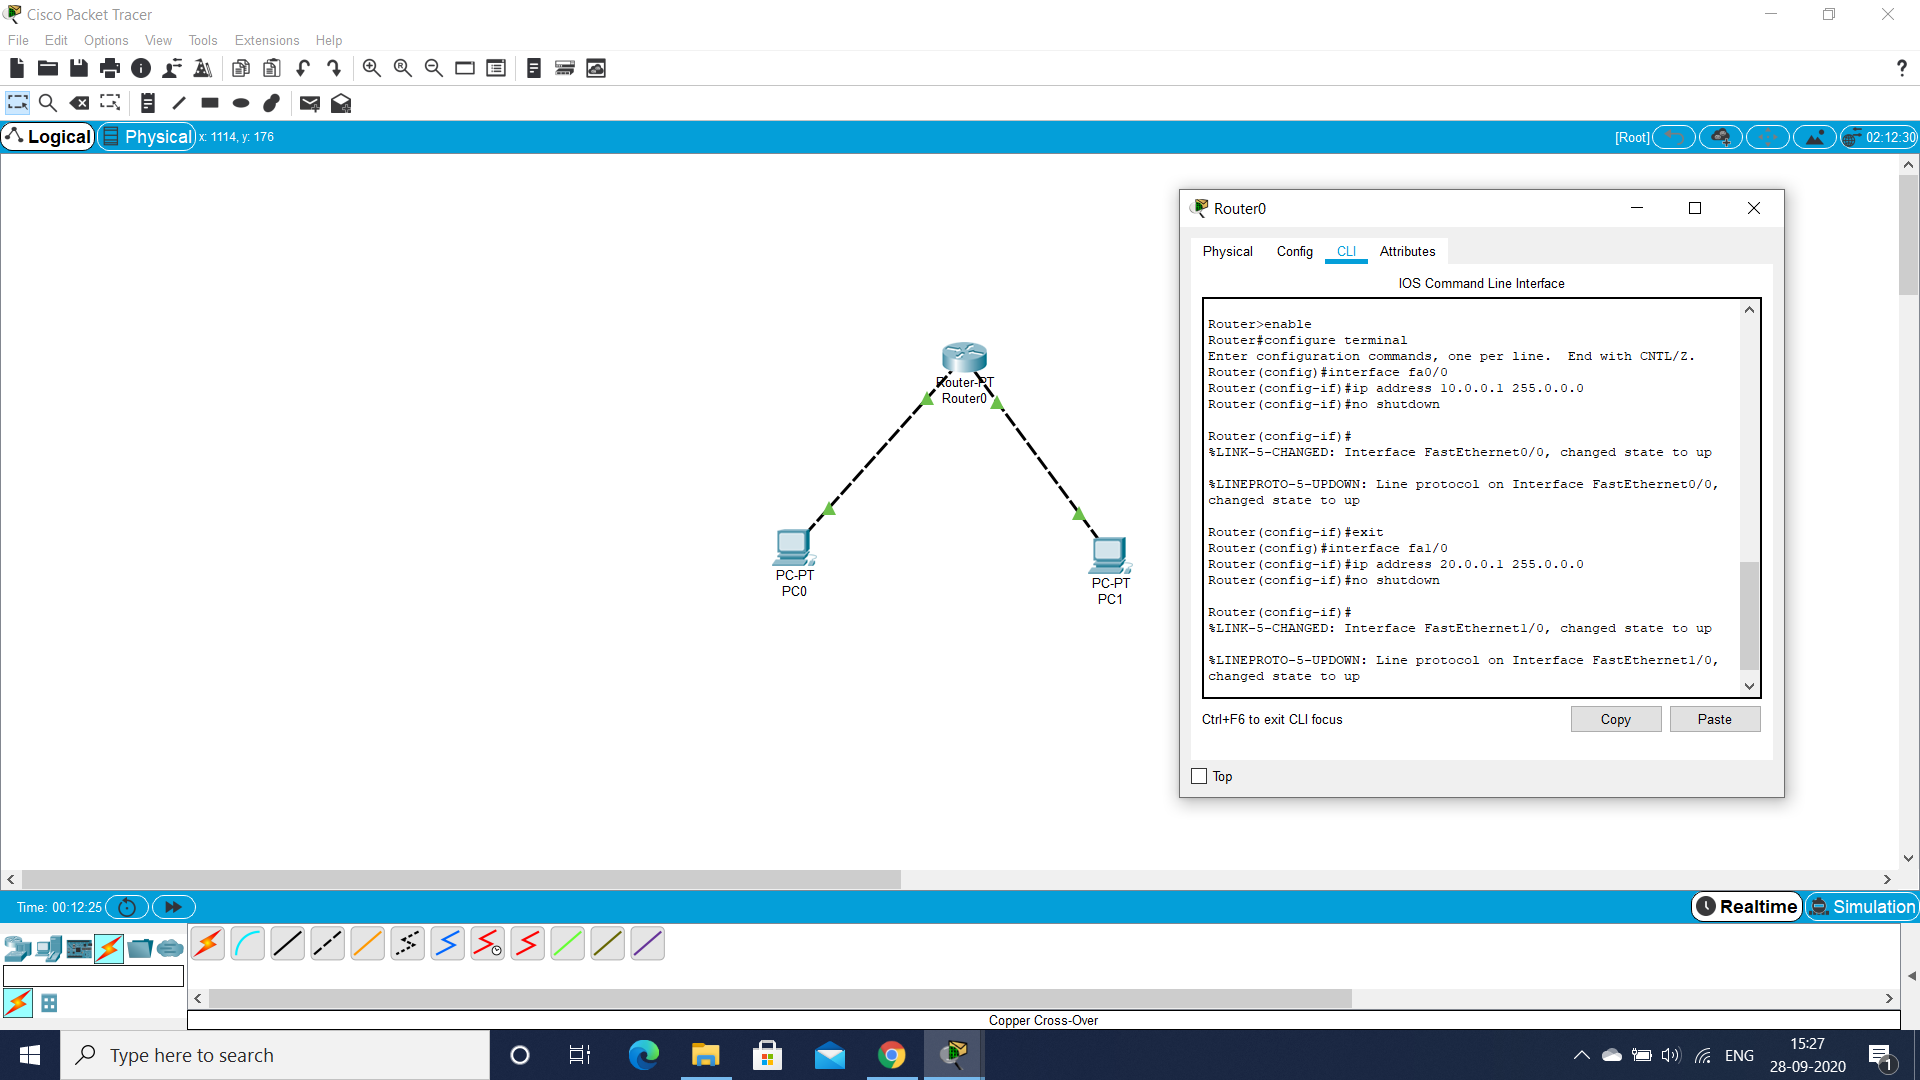 Cisco Packet Tracer
File Edit Options View Tools Extensions Help
?
Logical Physical x: 1114, y: 176 [Root] 02:12:30
Router-PT
Router0
PC-PT
PC0
PC-PT
PC1
Router0
Physical Config CLI Attributes
IOS Command Line Interface
Router>enable
Router#configure terminal
Enter configuration commands, one per line.  End with CNTL/Z.
Router(config)#interface fa0/0
Router(config-if)#ip address 10.0.0.1 255.0.0.0
Router(config-if)#no shutdown
Router(config-if)#
%LINK-5-CHANGED: Interface FastEthernet0/0, changed state to up
%LINEPROTO-5-UPDOWN: Line protocol on Interface FastEthernet0/0,
changed state to up
Router(config-if)#exit
Router(config)#interface fa1/0
Router(config-if)#ip address 20.0.0.1 255.0.0.0
Router(config-if)#no shutdown
Router(config-if)#
%LINK-5-CHANGED: Interface FastEthernet1/0, changed state to up
%LINEPROTO-5-UPDOWN: Line protocol on Interface FastEthernet1/0,
changed state to up
Ctrl+F6 to exit CLI focus Copy Paste
Top
Time: 00:12:25 Realtime Simulation
Copper Cross-Over
Type here to search
ENG
15:27
28-09-2020
1